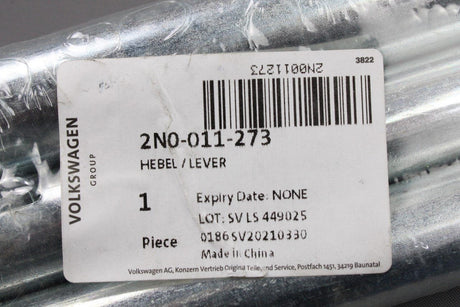 3822
2N0011273
VOLKSWAGEN
GROUP
2N0-011-273
HEBEL / LEVER
1
Piece
Expiry Date: NONE
LOT: SV LS 449025
0186SV20210330
Made in China
Volkswagen AG, Konzern Vertrieb Original Teile, und Service, Postfach 1451, 34219 Baunatal